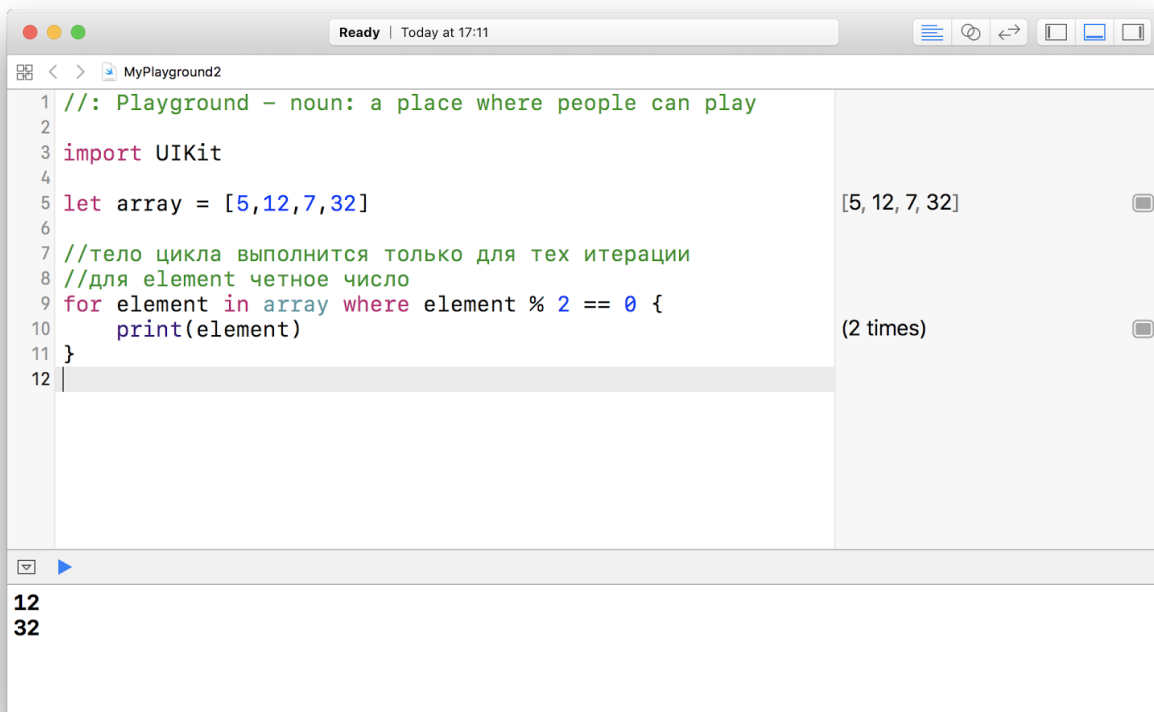 Ready | Today at 17:11
MyPlayground2
1 //: Playground – noun: a place where people can play
2
3 import UIKit
4
5 let array = [5,12,7,32] [5, 12, 7, 32]
6
7 //тело цикла выполнится только для тех итерации
8 //для element четное число
9 for element in array where element % 2 == 0 {
10 print(element) (2 times)
11 }
12
12
32